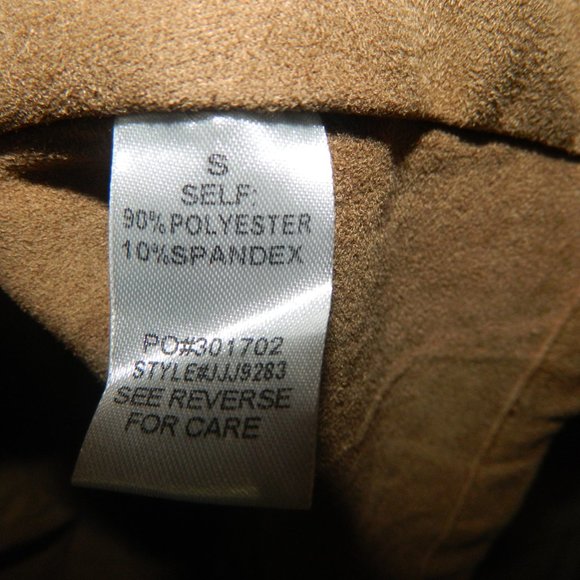 S
SELF:
90%POLYESTER
10%SPANDEX
PO#301702
STYLE#JJJ9283
SEE REVERSE
FOR CARE